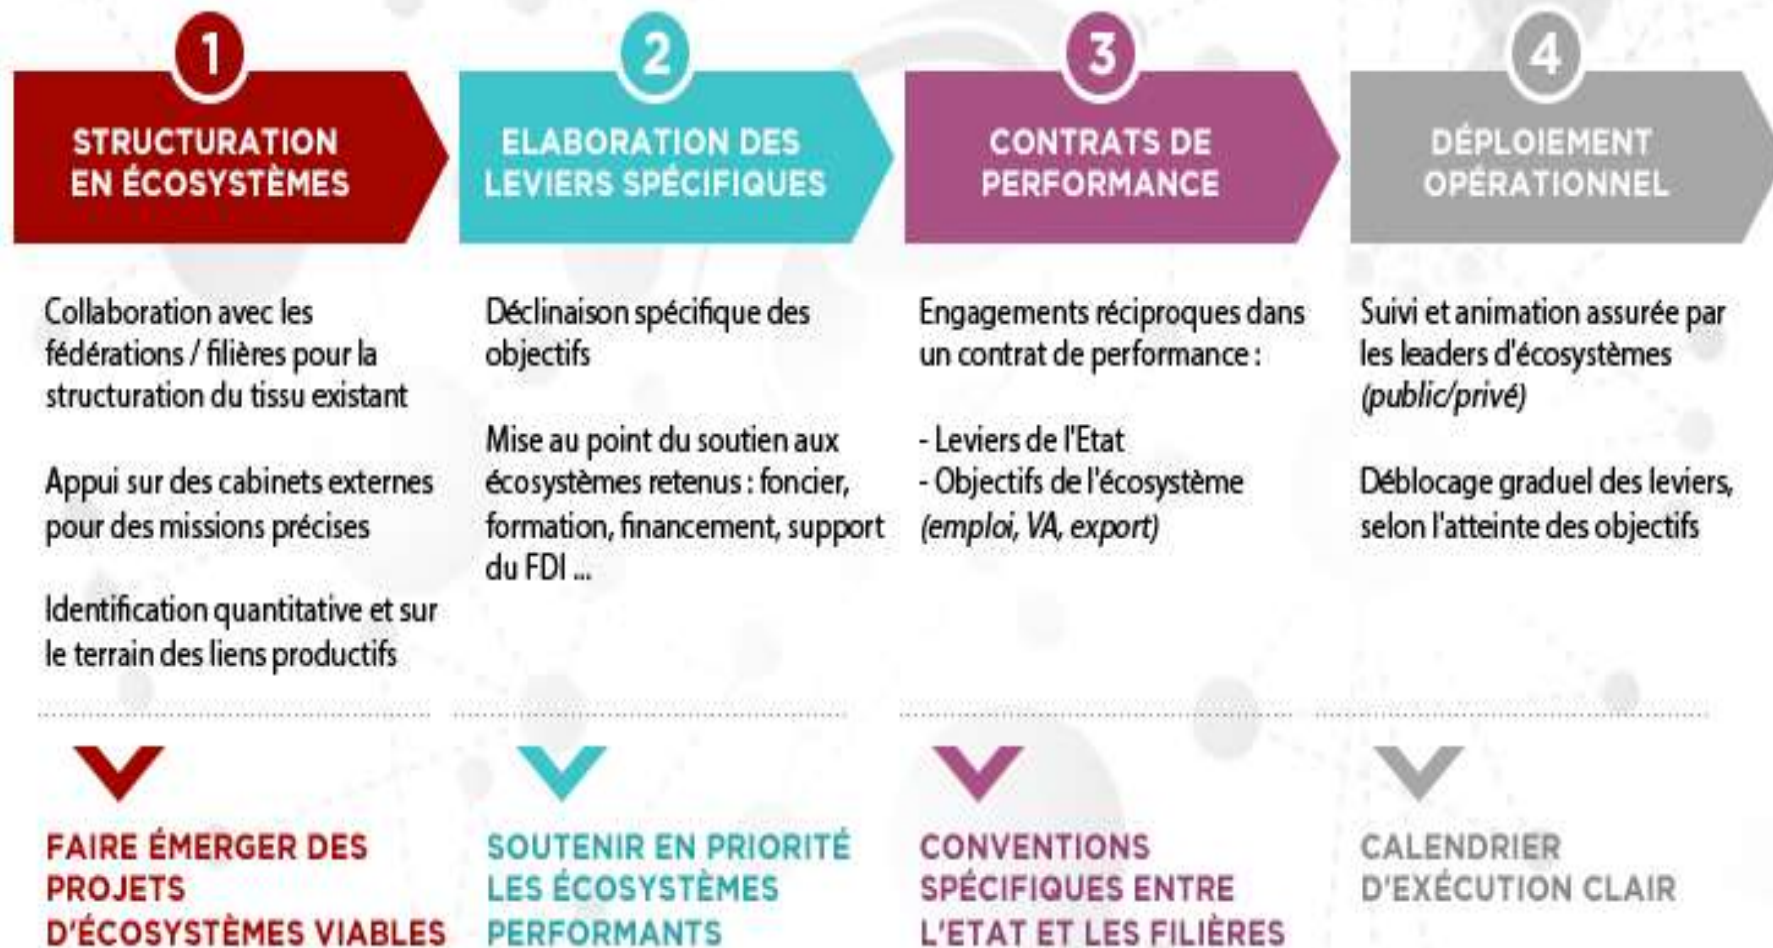 1
STRUCTURATION
EN ÉCOSYSTÈMES
Collaboration avec les
fédérations / filières pour la
structuration du tissu existant
Appui sur des cabinets externes
pour des missions précises
Identification quantitative et sur
le terrain des liens productifs
FAIRE ÉMERGER DES
PROJETS
D'ÉCOSYSTÈMES VIABLES
2
ELABORATION DES
LEVIERS SPÉCIFIQUES
Déclinaison spécifique des
objectifs
Mise au point du soutien aux
écosystèmes retenus : foncier,
formation, financement, support
du FDI ...
SOUTENIR EN PRIORITÉ
LES ÉCOSYSTÈMES
PERFORMANTS
3
CONTRATS DE
PERFORMANCE
Engagements réciproques dans
un contrat de performance :
- Leviers de l'Etat
- Objectifs de l'écosystème
(emploi, VA, export)
CONVENTIONS
SPÉCIFIQUES ENTRE
L'ETAT ET LES FILIÈRES
4
DÉPLOIEMENT
OPÉRATIONNEL
Suivi et animation assurée par
les leaders d'écosystèmes
(public/privé)
Déblocage graduel des leviers,
selon l'atteinte des objectifs
CALENDRIER
D'EXÉCUTION CLAIR